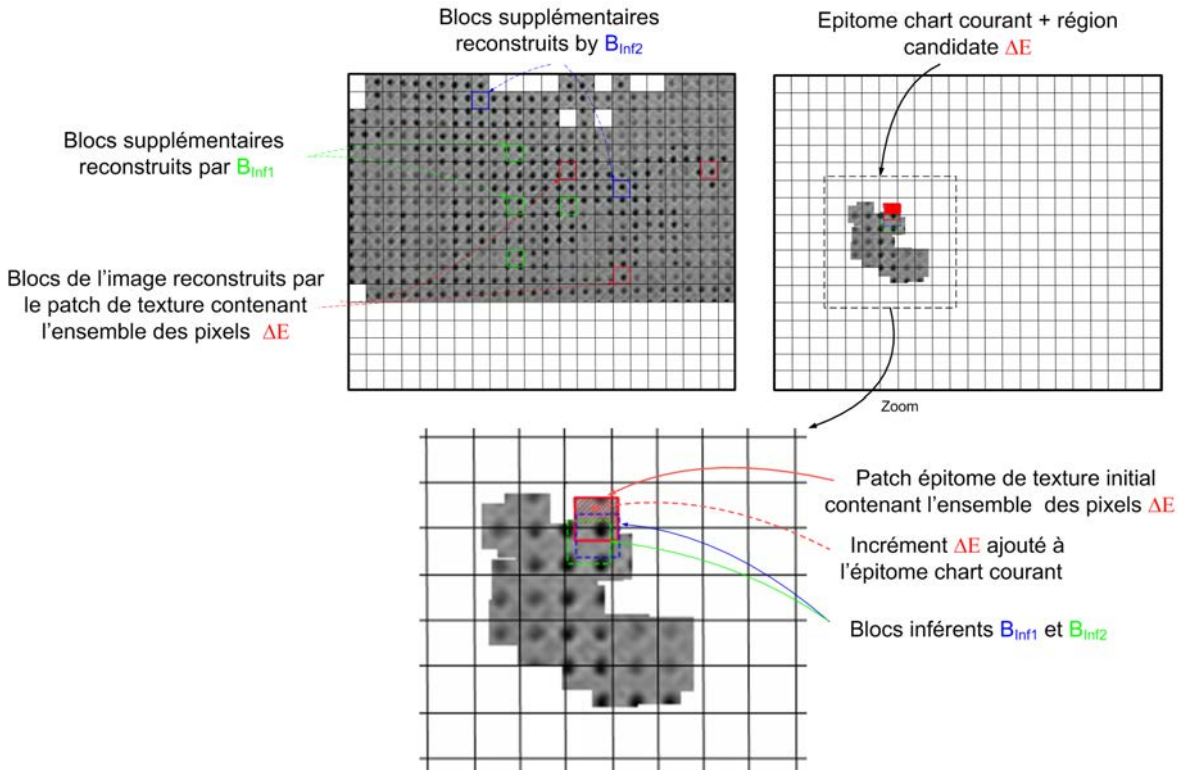 Blocs supplémentaires
reconstruits by BInf2
Epitome chart courant + région
candidate ΔE
Blocs supplémentaires
reconstruits par BInf1
Blocs de l'image reconstruits par
le patch de texture contenant
l'ensemble des pixels ΔE
Zoom
Patch épitome de texture initial
contenant l'ensemble des pixels ΔE
Incrément ΔE ajouté à
l'épitome chart courant
Blocs inférents BInf1 et BInf2